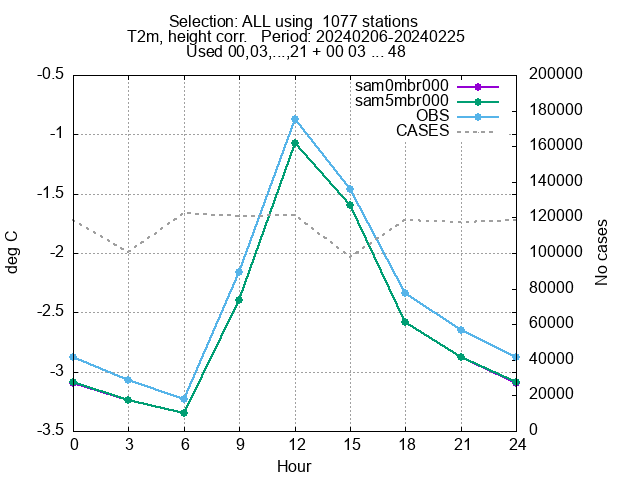 Selection: ALL using  1077 stations
T2m, height corr.   Period: 20240206-20240225
Used 00,03,...,21 + 00 03 ... 48
sam0mbr000
sam5mbr000
OBS
CASES
-0.5
-1
-1.5
-2
-2.5
-3
-3.5
deg C
200000
180000
160000
140000
120000
100000
80000
60000
40000
20000
0
No cases
0 3 6 9 12 15 18 21 24
Hour